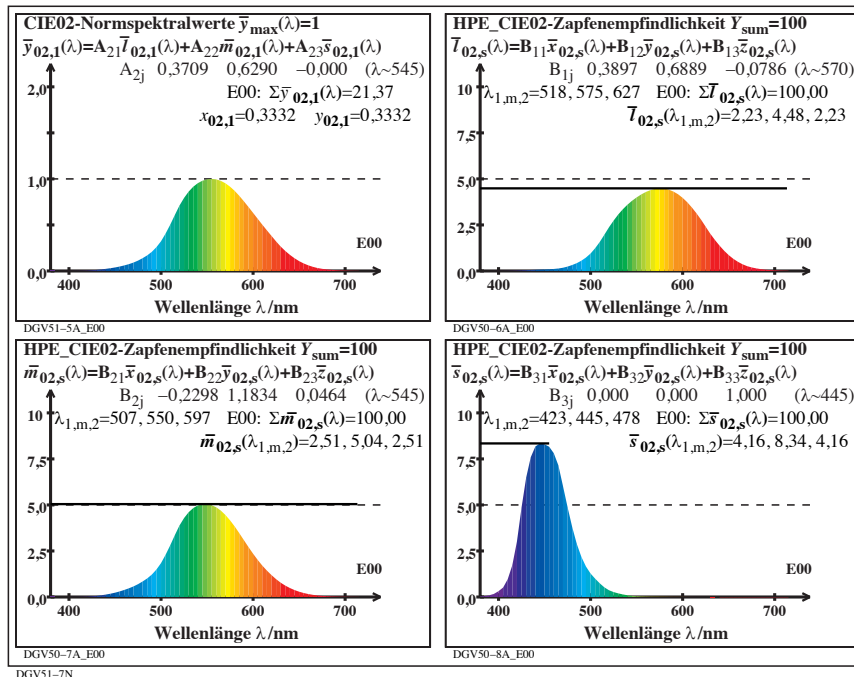 CIE02-Normspektralwerte y̅max(λ)=1
y̅02,1(λ)=A21l̅02,1(λ)+A22m̅02,1(λ)+A23s̅02,1(λ)
A2j 0,3709 0,6290 −0,000 (λ~545)
2,0
E00: Σy̅02,1(λ)=21,37
x02,1=0,3332 y02,1=0,3332
1,0
E00
0,0
400 500 600 700
Wellenlänge λ/nm
DGV51−5A_E00
HPE_CIE02-Zapfenempfindlichkeit Ysum=100
l̅02,s(λ)=B11x̅02,s(λ)+B12y̅02,s(λ)+B13z̅02,s(λ)
B1j 0,3897 0,6889 −0,0786 (λ~570)
10
λ1,m,2=518, 575, 627 E00: Σl̅02,s(λ)=100,00
l̅02,s(λ1,m,2)=2,23, 4,48, 2,23
7,5
5,0
2,5
E00
0,0
400 500 600 700
Wellenlänge λ/nm
DGV50−6A_E00
HPE_CIE02-Zapfenempfindlichkeit Ysum=100
m̅02,s(λ)=B21x̅02,s(λ)+B22y̅02,s(λ)+B23z̅02,s(λ)
B2j −0,2298 1,1834 0,0464 (λ~545)
10
λ1,m,2=507, 550, 597 E00: Σm̅02,s(λ)=100,00
m̅02,s(λ1,m,2)=2,51, 5,04, 2,51
7,5
5,0
2,5
E00
0,0
400 500 600 700
Wellenlänge λ/nm
DGV50−7A_E00
HPE_CIE02-Zapfenempfindlichkeit Ysum=100
s̅02,s(λ)=B31x̅02,s(λ)+B32y̅02,s(λ)+B33z̅02,s(λ)
B3j 0,000 0,000 1,000 (λ~445)
10
λ1,m,2=423, 445, 478 E00: Σs̅02,s(λ)=100,00
s̅02,s(λ1,m,2)=4,16, 8,34, 4,16
7,5
5,0
2,5
E00
0,0
400 500 600 700
Wellenlänge λ/nm
DGV50−8A_E00
DGV51−7N